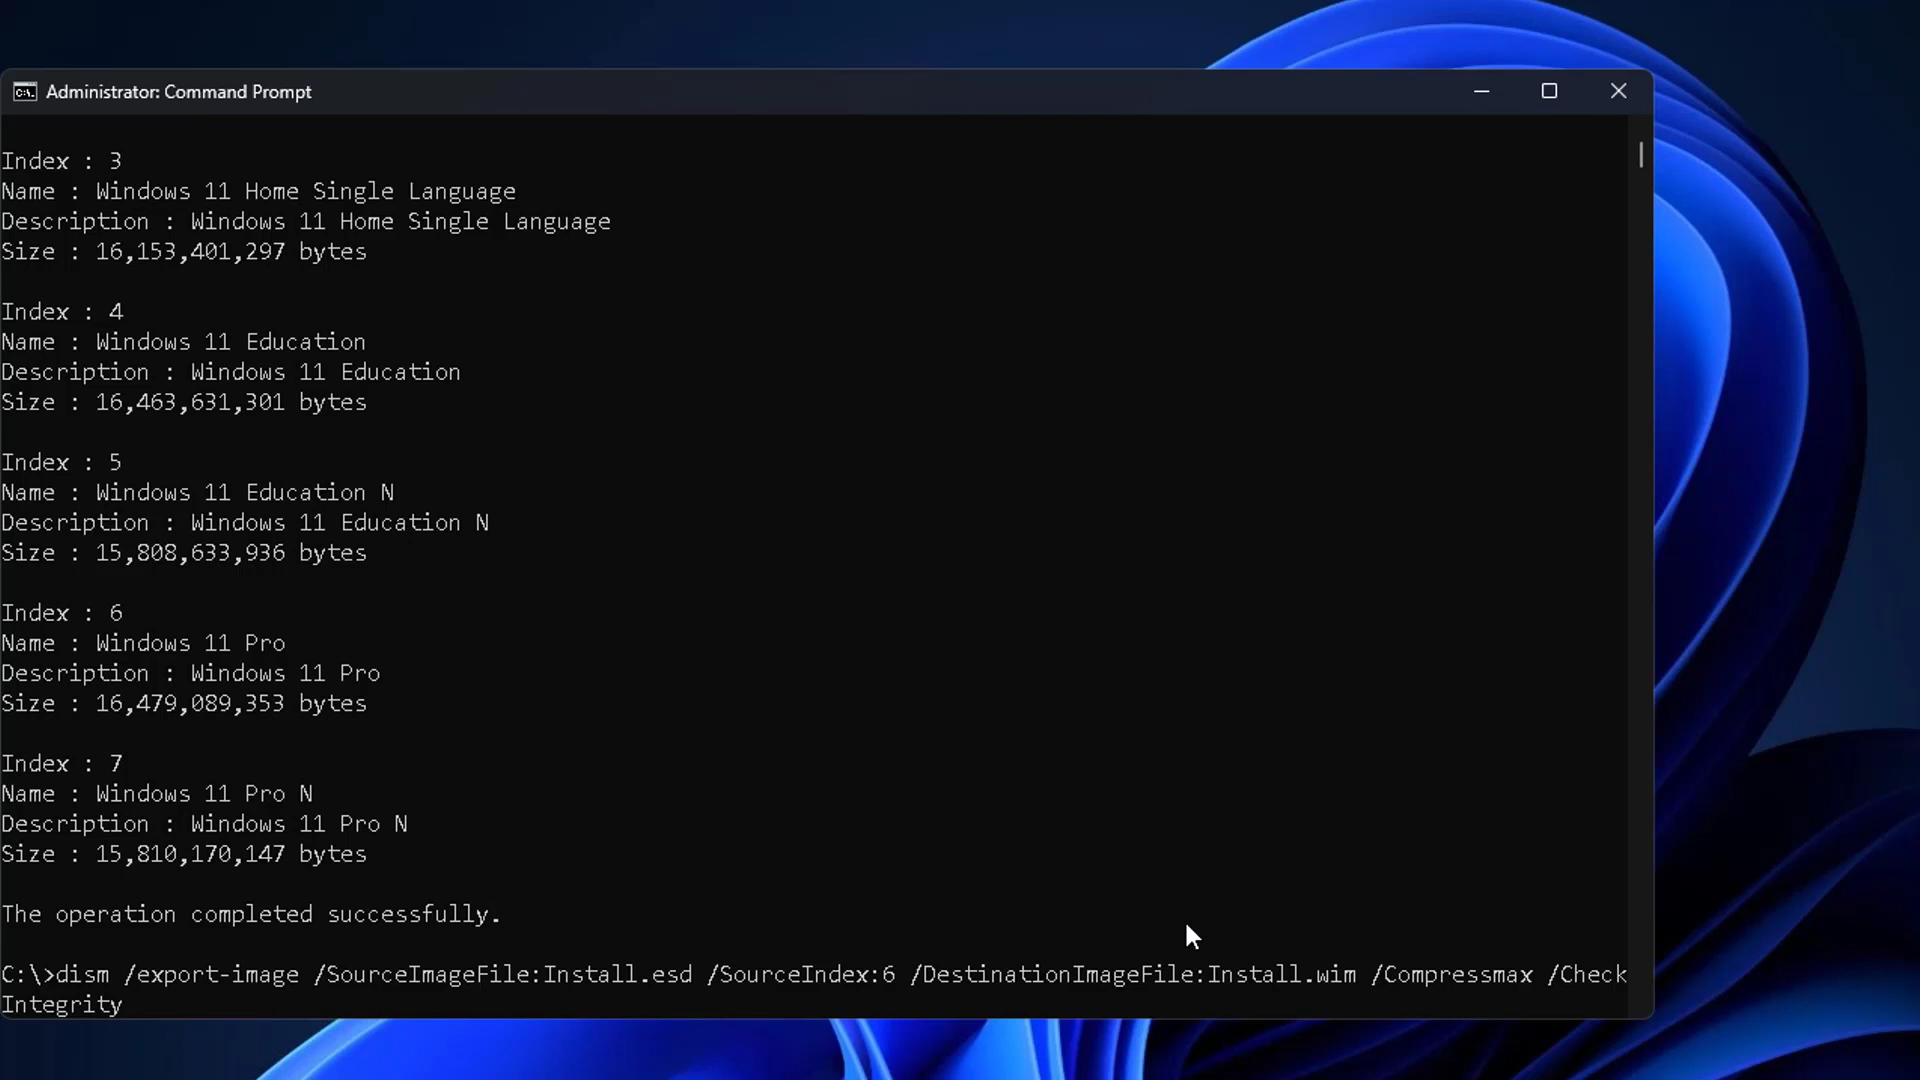 Administrator: Command Prompt
Index : 3
Name : Windows 11 Home Single Language
Description : Windows 11 Home Single Language
Size : 16,153,401,297 bytes
Index : 4
Name : Windows 11 Education
Description : Windows 11 Education
Size : 16,463,631,301 bytes
Index : 5
Name : Windows 11 Education N
Description : Windows 11 Education N
Size : 15,808,633,936 bytes
Index : 6
Name : Windows 11 Pro
Description : Windows 11 Pro
Size : 16,479,089,353 bytes
Index : 7
Name : Windows 11 Pro N
Description : Windows 11 Pro N
Size : 15,810,170,147 bytes
The operation completed successfully.
C:\>dism /export-image /SourceImageFile:Install.esd /SourceIndex:6 /DestinationImageFile:Install.wim /Compressmax /Check
Integrity